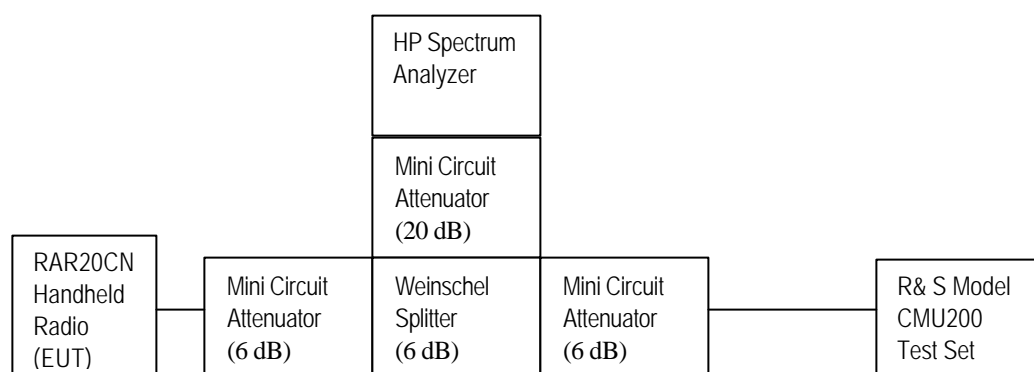 HP Spectrum
Analyzer
Mini Circuit
Attenuator
(20 dB)
RAR20CN
Handheld
Radio
(EUT)
Mini Circuit
Attenuator
(6 dB)
Weinschel
Splitter
(6 dB)
Mini Circuit
Attenuator
(6 dB)
R& S Model
CMU200
Test Set